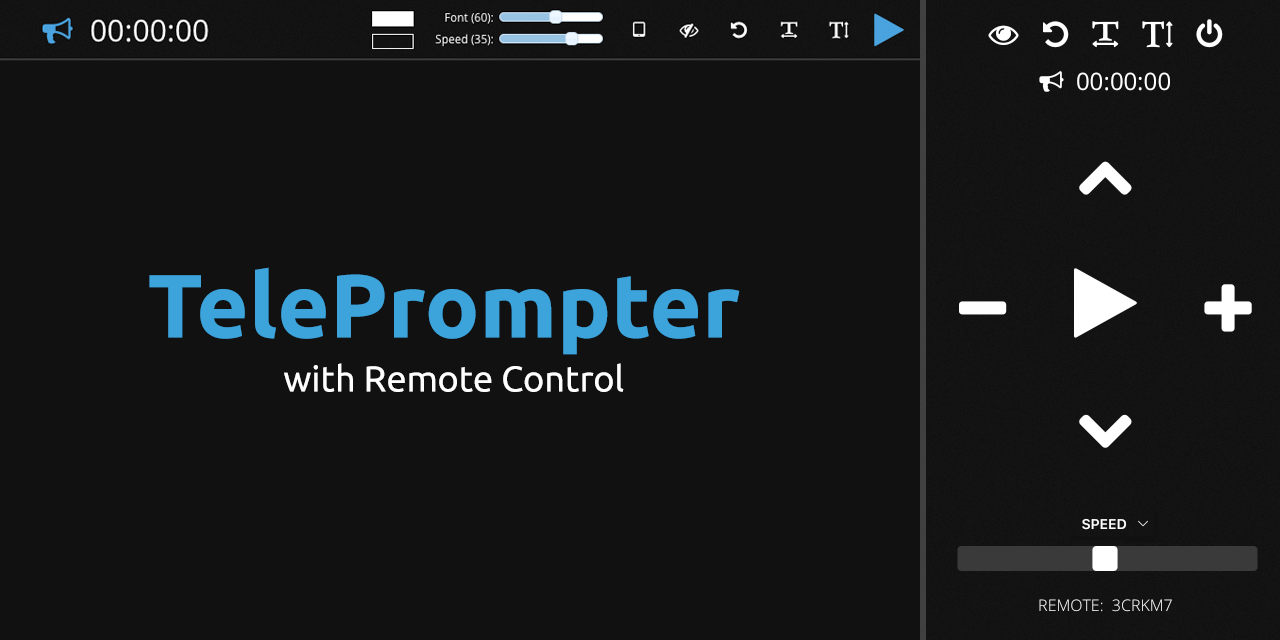 00:00:00
Font (60):
Speed (35):
TelePrompter
with Remote Control
00:00:00
SPEED
REMOTE: 3CRKM7